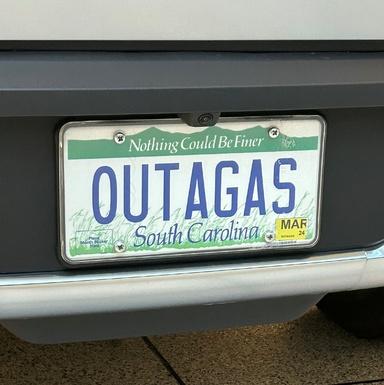 Nothing Could Be Finer
OUTAGAS
South Carolina
MAR
24